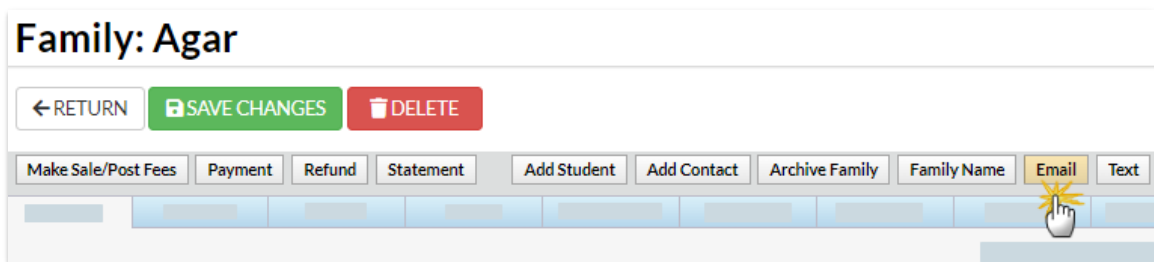 Family: Agar
RETURN SAVE CHANGES DELETE
Make Sale/Post Fees Payment Refund Statement Add Student Add Contact Archive Family Family Name Email Text